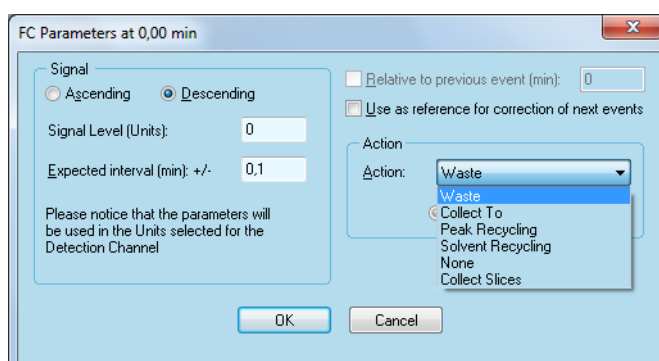 FC Parameters at 0,00 min
Signal
Ascending
Descending
Signal Level (Units):
0
Expected interval (min): +/-
0,1
Please notice that the parameters will
be used in the Units selected for the
Detection Channel
Relative to previous event (min):
0
Use as reference for correction of next events
Action
Action:
Waste
Waste
Collect To
Peak Recycling
Solvent Recycling
None
Collect Slices
OK
Cancel